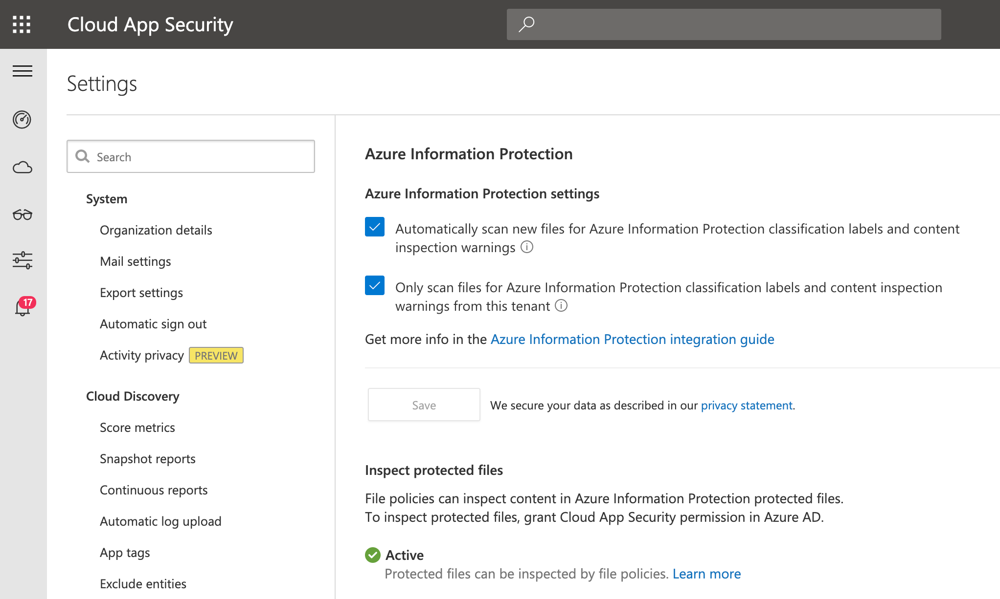 Cloud App Security
Settings
Search
System
Organization details
Mail settings
Export settings
Automatic sign out
Activity privacy PREVIEW
Cloud Discovery
Score metrics
Snapshot reports
Continuous reports
Automatic log upload
App tags
Exclude entities
17
Azure Information Protection
Azure Information Protection settings
Automatically scan new files for Azure Information Protection classification labels and content
inspection warnings
Only scan files for Azure Information Protection classification labels and content inspection
warnings from this tenant
Get more info in the Azure Information Protection integration guide
Save
We secure your data as described in our privacy statement.
Inspect protected files
File policies can inspect content in Azure Information Protection protected files.
To inspect protected files, grant Cloud App Security permission in Azure AD.
Active
Protected files can be inspected by file policies. Learn more